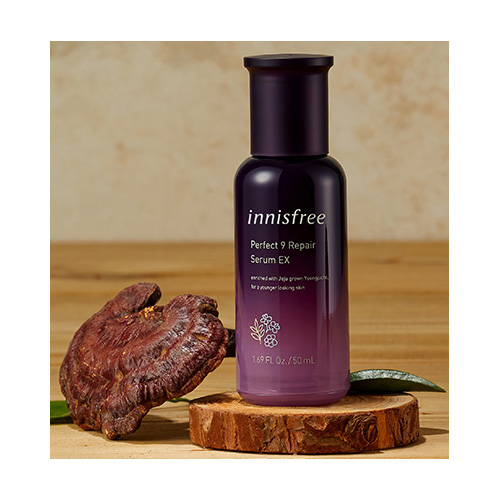 innisfree
Perfect 9 Repair
Serum EX
enriched with Jeju grown Yeongyucho,
for a younger looking skin
1.69 Fl. Oz. / 50 mL